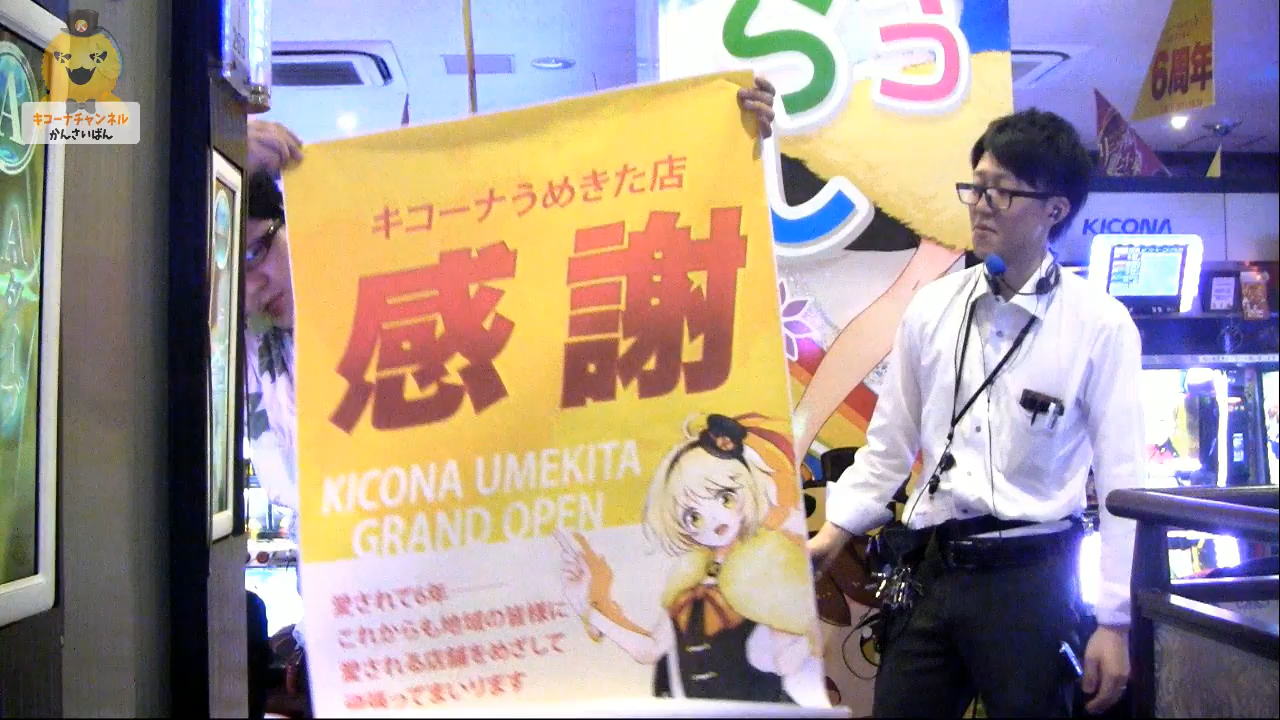 キコーナチャンネル
かんさいばん
6周年
KICONA
キコーナうめきた店
感謝
KICONA UMEKITA
GRAND OPEN
愛されて6年
これからも地域の皆様に
愛される店舗をめざして
頑張ってまいります